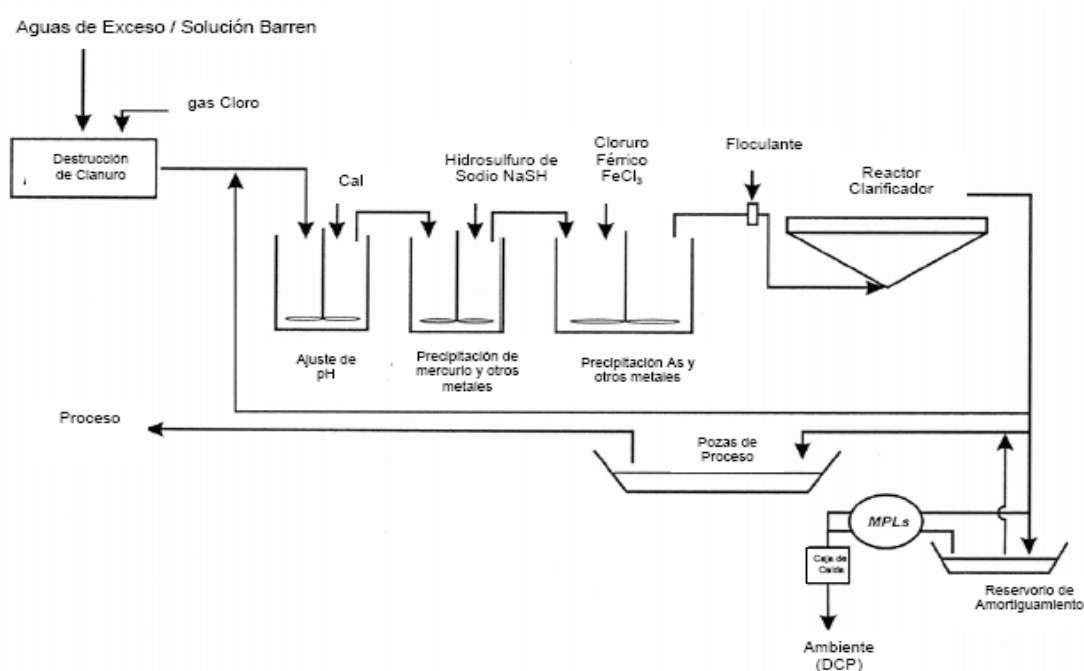 Aguas de Exceso / Solución Barren
gas Cloro
Destrucción
de Cianuro
Cal
Hidrosulfuro de
Sodio NaSH
Cloruro
Férrico
FeCl₃
Floculante
Reactor
Clarificador
Ajuste de
pH
Precipitación de
mercurio y otros
metales
Precipitación As y
otros metales
Proceso
Pozas de
Proceso
MPLs
Caja de
Caida
Reservorio de
Amortiguamiento
Ambiente
(DCP)